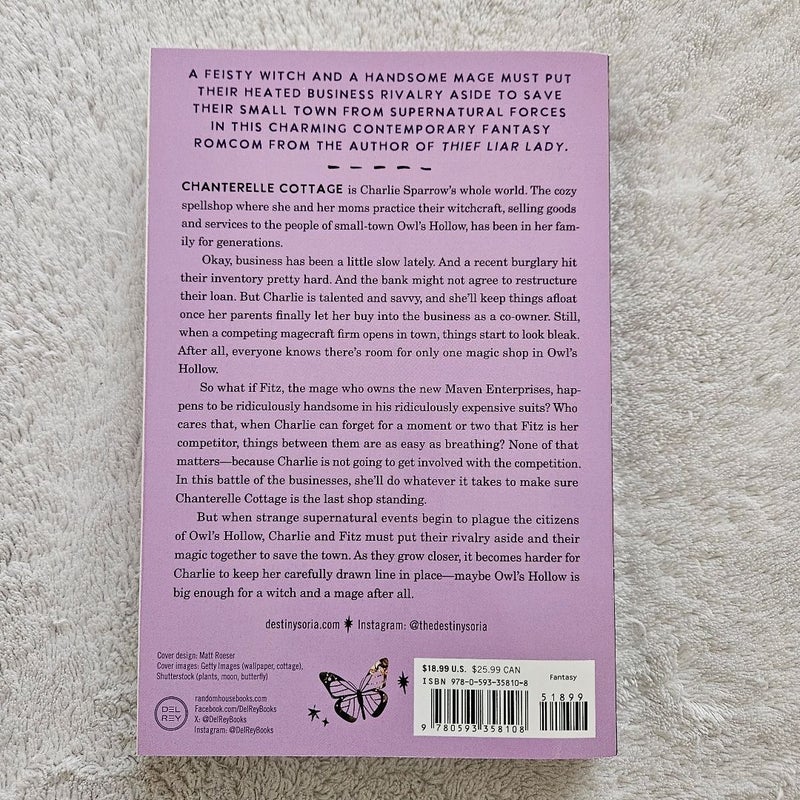 A FEISTY WITCH AND A HANDSOME MAGE MUST PUT
THEIR HEATED BUSINESS RIVALRY ASIDE TO SAVE
THEIR SMALL TOWN FROM SUPERNATURAL FORCES
IN THIS CHARMING CONTEMPORARY FANTASY
ROMCOM FROM THE AUTHOR OF THIEF LIAR LADY.
CHANTERELLE COTTAGE is Charlie Sparrow's whole world. The cozy
spellshop where she and her moms practice their witchcraft, selling goods
and services to the people of small-town Owl's Hollow, has been in her fam-
ily for generations.
Okay, business has been a little slow lately. And a recent burglary hit
their inventory pretty hard. And the bank might not agree to restructure
their loan. But Charlie is talented and savvy, and she'll keep things afloat
once her parents finally let her buy into the business as a co-owner. Still,
when a competing magecraft firm opens in town, things start to look bleak.
After all, everyone knows there's room for only one magic shop in Owl's
Hollow.
So what if Fitz, the mage who owns the new Maven Enterprises, hap-
pens to be ridiculously handsome in his ridiculously expensive suits? Who
cares that, when Charlie can forget for a moment or two that Fitz is her
competitor, things between them are as easy as breathing? None of that
matters—because Charlie is not going to get involved with the competition.
In this battle of the businesses, she'll do whatever it takes to make sure
Chanterelle Cottage is the last shop standing.
But when strange supernatural events begin to plague the citizens
of Owl's Hollow, Charlie and Fitz must put their rivalry aside and their
magic together to save the town. As they grow closer, it becomes harder for
Charlie to keep her carefully drawn line in place—maybe Owl's Hollow is
big enough for a witch and a mage after all.
destinysoria.com Instagram: @thedestinysoria
Cover design: Matt Roeser
Cover images: Getty Images (wallpaper, cottage),
Shutterstock (plants, moon, butterfly)
DEL
REY
randomhousebooks.com
Facebook.com/DelReyBooks
X: @DelReyBooks
Instagram: @DelReyBooks
$18.99 U.S. $25.99 CAN
ISBN 978-0-593-35810-8
Fantasy
51899
9 780593 358108